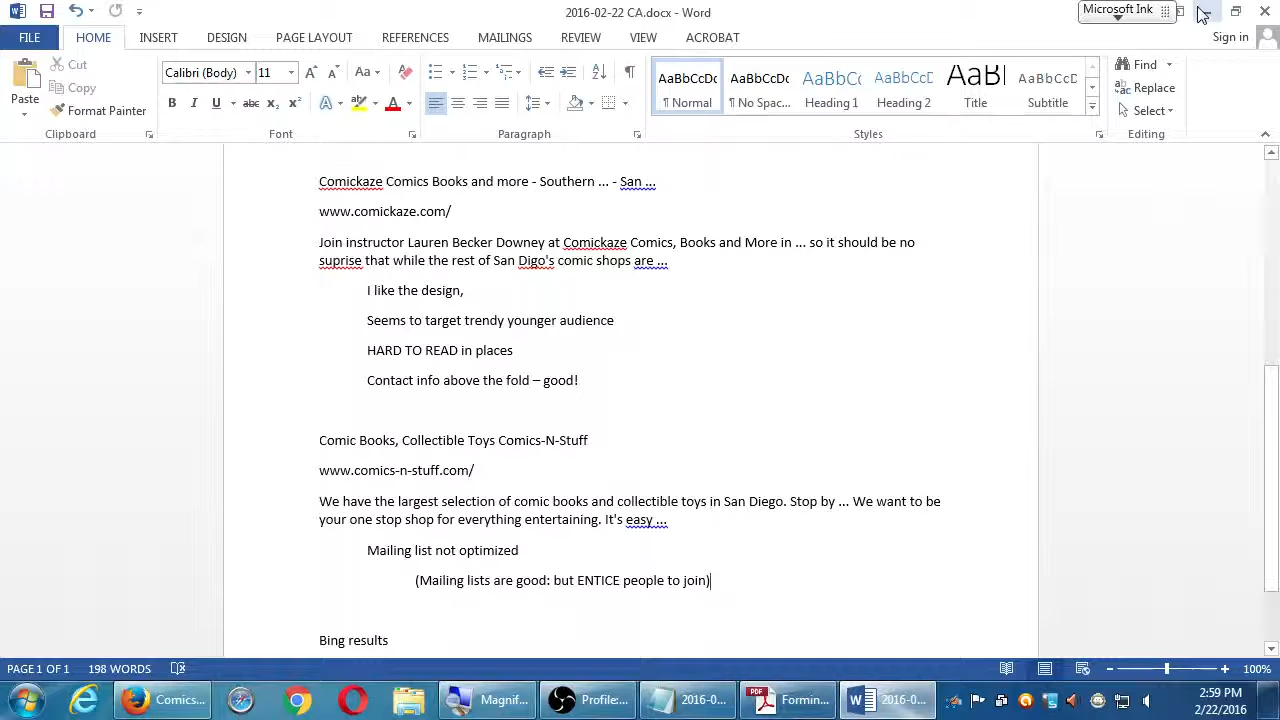 2016-02-22 CA.docx - Word
Microsoft Ink
FILE HOME INSERT DESIGN PAGE LAYOUT REFERENCES MAILINGS REVIEW VIEW ACROBAT Sign in
Paste
Cut
Copy
Format Painter
Calibri (Body) 11
AaBbCcDc AaBbCcDc AaBbC AaBbCcD AaB AaBbCcD
¶ Normal ¶ No Spac... Heading 1 Heading 2 Title Subtitle
Find
Replace
Select
Clipboard Font Paragraph Styles Editing
Comickaze Comics Books and more - Southern ... - San ...
www.comickaze.com/
Join instructor Lauren Becker Downey at Comickaze Comics, Books and More in ... so it should be no
suprise that while the rest of San Digo's comic shops are ...
I like the design,
Seems to target trendy younger audience
HARD TO READ in places
Contact info above the fold – good!
Comic Books, Collectible Toys Comics-N-Stuff
www.comics-n-stuff.com/
We have the largest selection of comic books and collectible toys in San Diego. Stop by ... We want to be
your one stop shop for everything entertaining. It's easy ...
Mailing list not optimized
(Mailing lists are good: but ENTICE people to join)
Bing results
PAGE 1 OF 1 198 WORDS 100%
Comics... Magnif... Profile:... 2016-0... Formin... 2016-0...
2:59 PM
2/22/2016